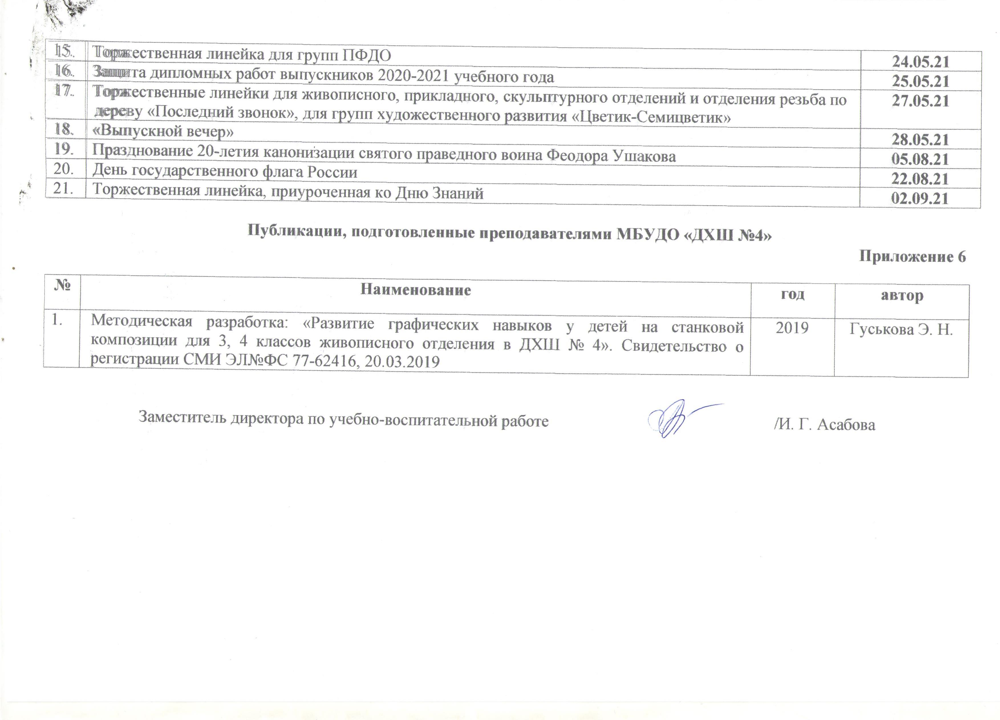 15. Торжественная линейка для групп ПФДО 24.05.21
16. Защита дипломных работ выпускников 2020-2021 учебного года 25.05.21
17. Торжественные линейки для живописного, прикладного, скульптурного отделений и отделения резьба по 27.05.21
дереву «Последний звонок», для групп художественного развития «Цветик-Семицветик»
18. «Выпускной вечер» 28.05.21
19. Празднование 20-летия канонизации святого праведного воина Феодора Ушакова 05.08.21
20. День государственного флага России 22.08.21
21. Торжественная линейка, приуроченная ко Дню Знаний 02.09.21
Публикации, подготовленные преподавателями МБУДО «ДХШ №4»
Приложение 6
№ Наименование год автор
1. Методическая разработка: «Развитие графических навыков у детей на станковой 2019 Гуськова Э. Н.
композиции для 3, 4 классов живописного отделения в ДХШ № 4». Свидетельство о
регистрации СМИ ЭЛ№ФС 77-62416, 20.03.2019
Заместитель директора по учебно-воспитательной работе /И. Г. Асабова